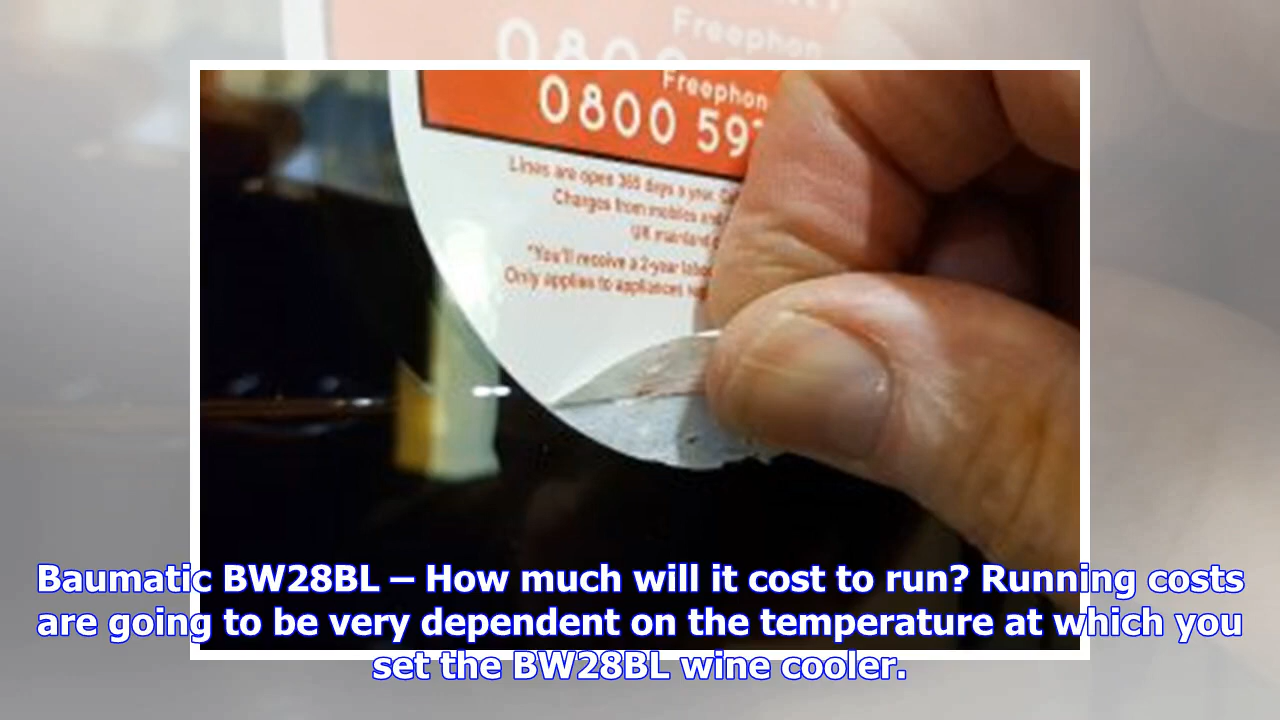 Freephon
Freephon
0800 59
Lines are open 365 days a year.
Charges from mobiles and
UK mainland
*You'll receive a 2-year labo
Only applies to appliances
Baumatic BW28BL – How much will it cost to run? Running costs
are going to be very dependent on the temperature at which you
set the BW28BL wine cooler.